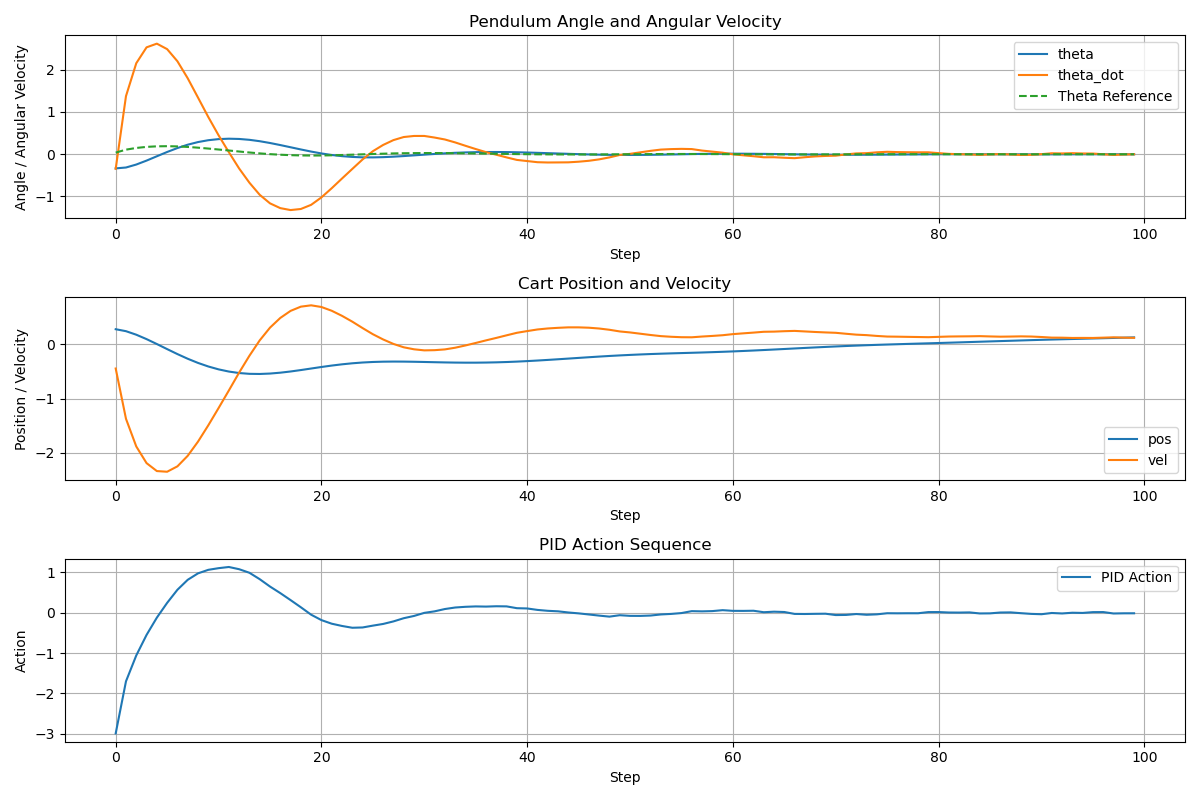 Pendulum Angle and Angular Velocity
Angle / Angular Velocity
2
1
0
−1
theta
theta_dot
Theta Reference
0 20 40 60 80 100
Step
Cart Position and Velocity
Position / Velocity
0
−1
−2
pos
vel
0 20 40 60 80 100
Step
PID Action Sequence
Action
1
0
−1
−2
−3
PID Action
0 20 40 60 80 100
Step